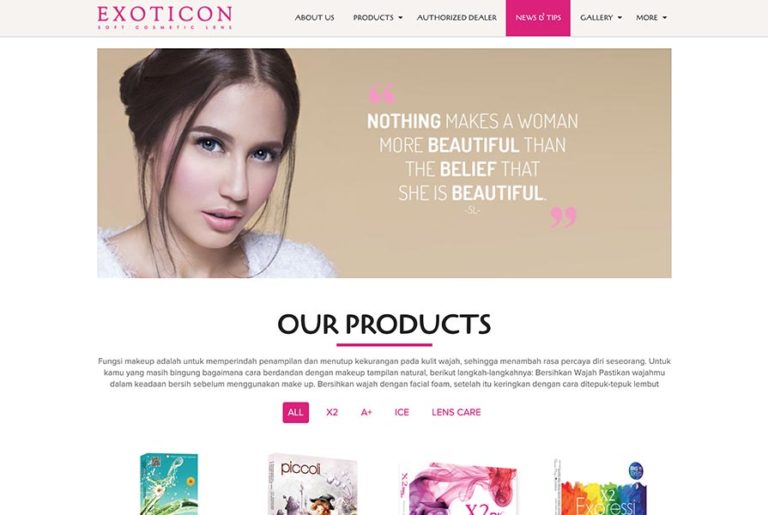 EXOTICON
SOFT COSMETIC LENS
ABOUT US
PRODUCTS
AUTHORIZED DEALER
NEWS & TIPS
GALLERY
MORE
“
NOTHING MAKES A WOMAN
MORE BEAUTIFUL THAN
THE BELIEF THAT
SHE IS BEAUTIFUL.
-SL-
”
OUR PRODUCTS
Fungsi makeup adalah untuk memperindah penampilan dan menutup kekurangan pada kulit wajah, sehingga menambah rasa percaya diri seseorang. Untuk
kamu yang masih bingung bagaimana cara berdandan dengan makeup tampilan natural, berikut langkah-langkahnya: Bersihkan Wajah Pastikan wajahmu
dalam keadaan bersih sebelum menggunakan make up. Bersihkan wajah dengan facial foam, setelah itu keringkan dengan cara ditepuk-tepuk lembut
ALL
X2
A+
ICE
LENS CARE
piccoli
X2
X2
Expressi